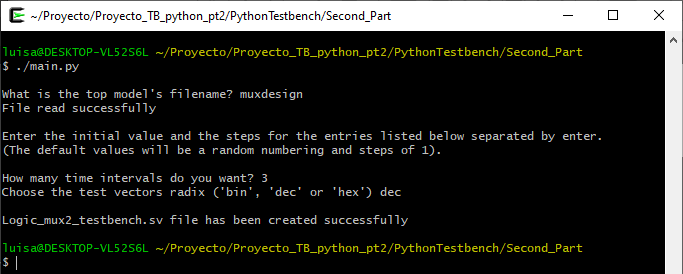 ~/Proyecto/Proyecto_TB_python_pt2/PythonTestbench/Second_Part
luisa@DESKTOP-VL52S6L ~/Proyecto/Proyecto_TB_python_pt2/PythonTestbench/Second_Part
$ ./main.py
What is the top model's filename? muxdesign
File read successfully
Enter the initial value and the steps for the entries listed below separated by enter.
(The default values will be a random numbering and steps of 1).
How many time intervals do you want? 3
Choose the test vectors radix ('bin', 'dec' or 'hex') dec
Logic_mux2_testbench.sv file has been created successfully
luisa@DESKTOP-VL52S6L ~/Proyecto/Proyecto_TB_python_pt2/PythonTestbench/Second_Part
$